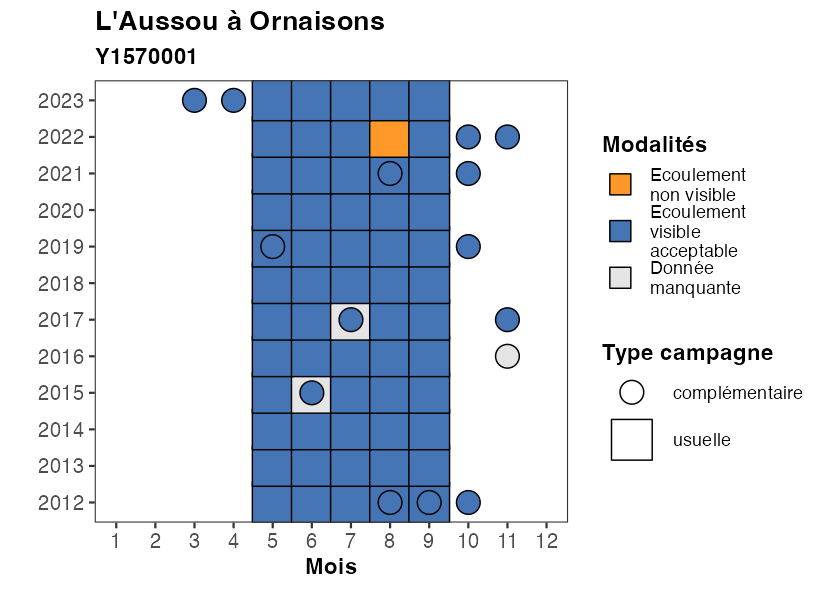 L'Aussou à Ornaisons
Y1570001
2023
2022
2021
2020
2019
2018
2017
2016
2015
2014
2013
2012
1 2 3 4 5 6 7 8 9 10 11 12
Mois
Modalités
Ecoulement
non visible
Ecoulement
visible
acceptable
Donnée
manquante
Type campagne
complémentaire
usuelle